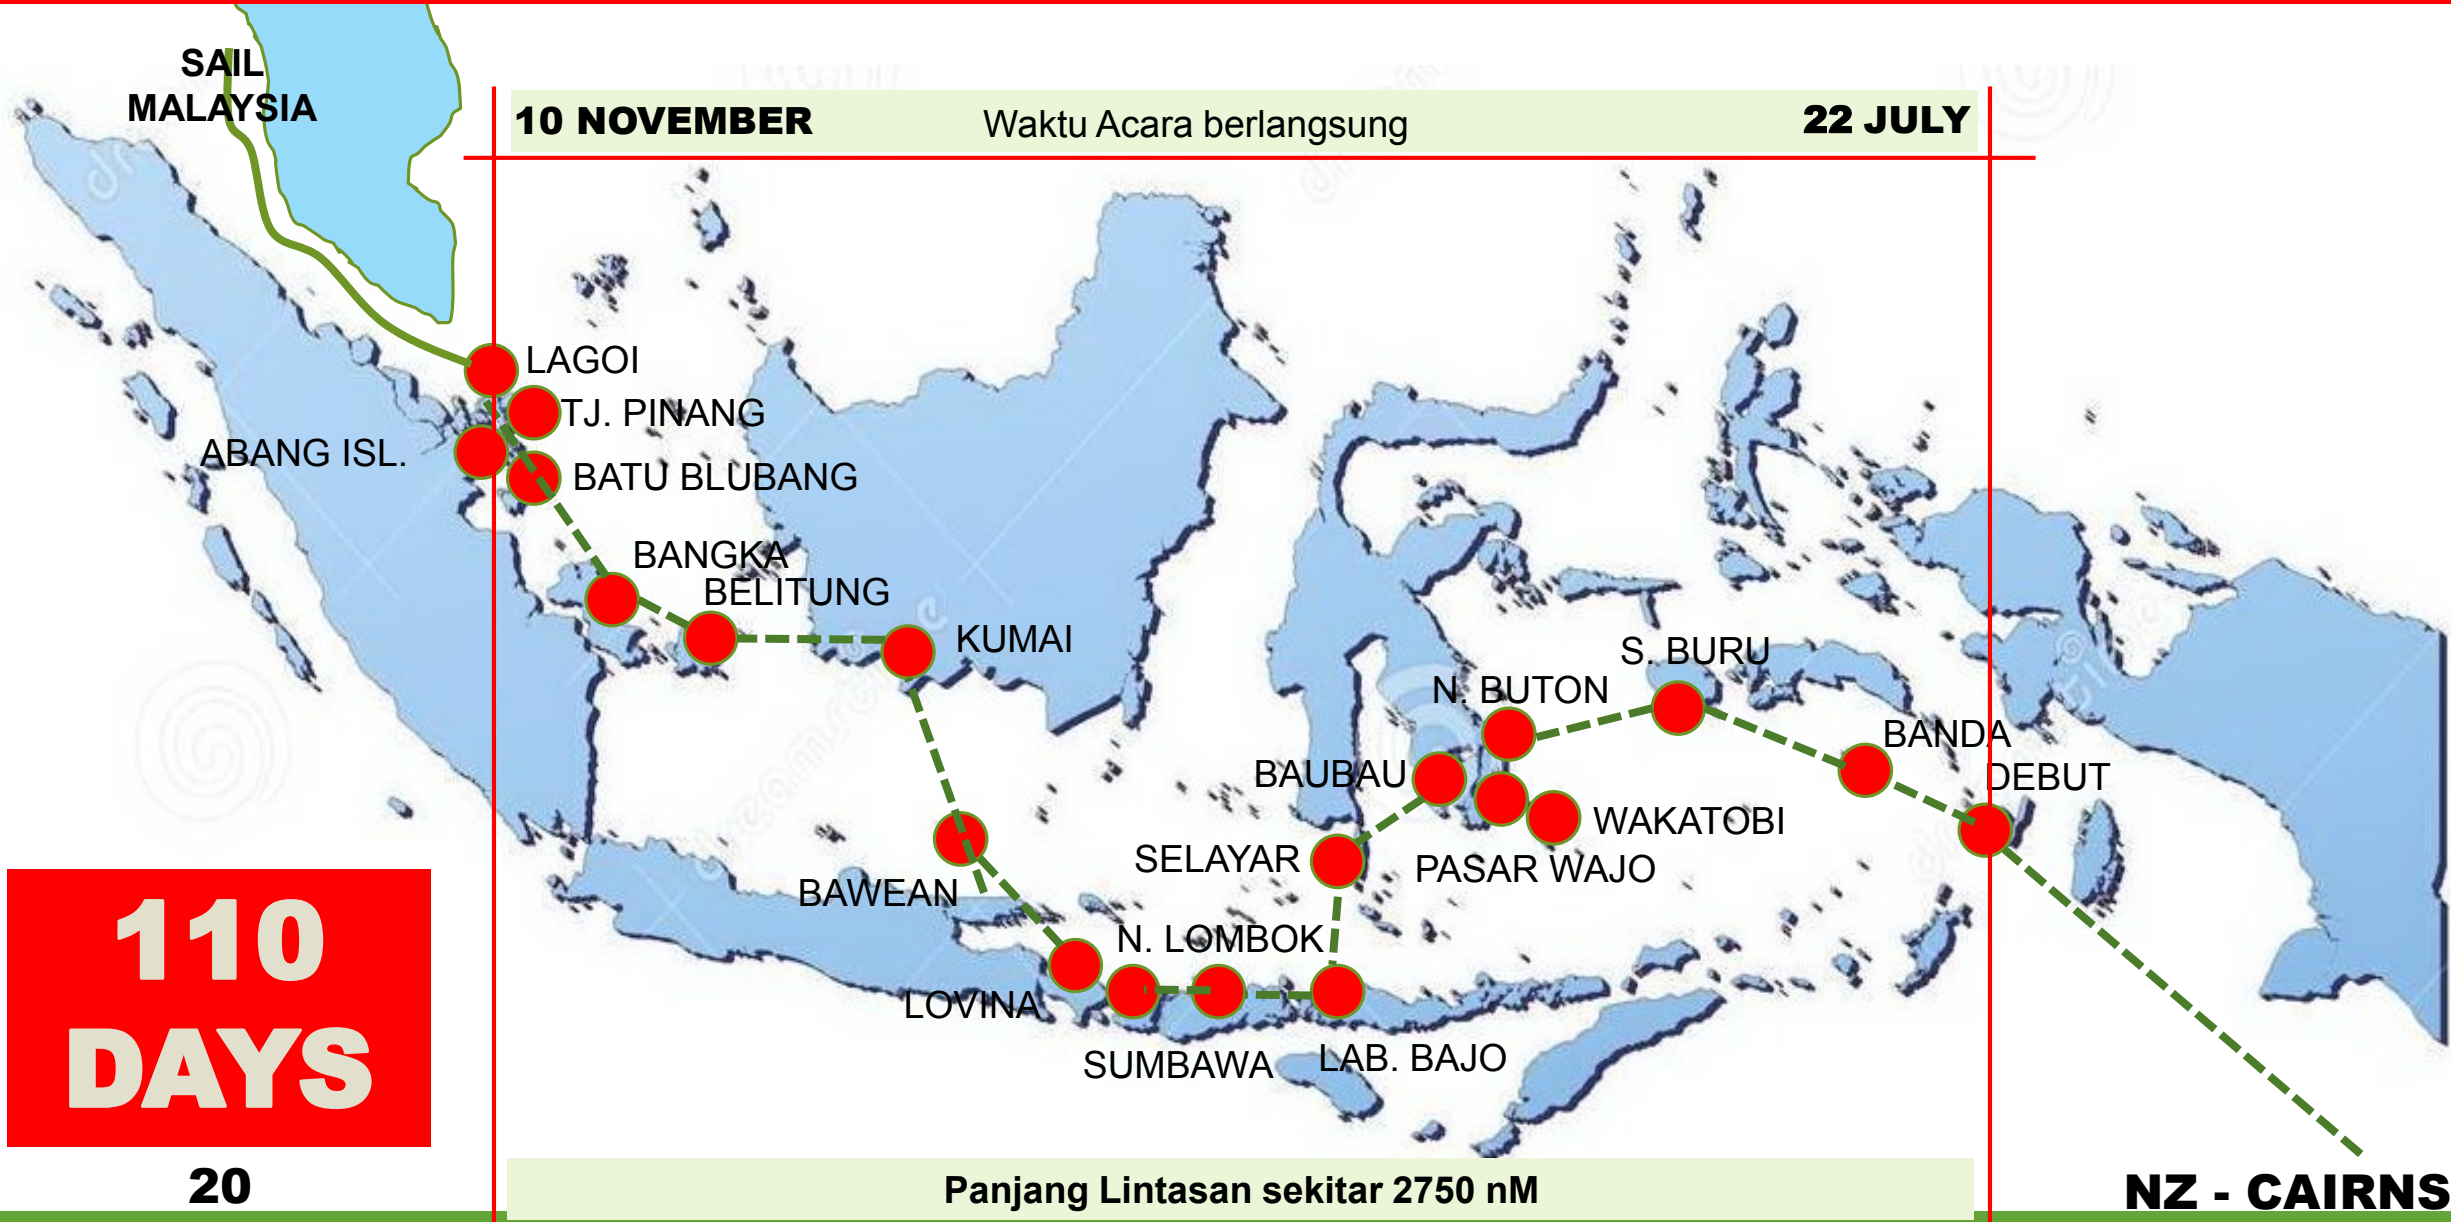 SAIL
MALAYSIA
10 NOVEMBER
Waktu Acara berlangsung
22 JULY
LAGOI
TJ. PINANG
ABANG ISL.
BATU BLUBANG
BANGKA
BELITUNG
KUMAI
S. BURU
N. BUTON
BANDA
BAUBAU
DEBUT
WAKATOBI
SELAYAR
PASAR WAJO
BAWEAN
N. LOMBOK
LOVINA
SUMBAWA
LAB. BAJO
110
DAYS
20
Panjang Lintasan sekitar 2750 nM
NZ - CAIRNS